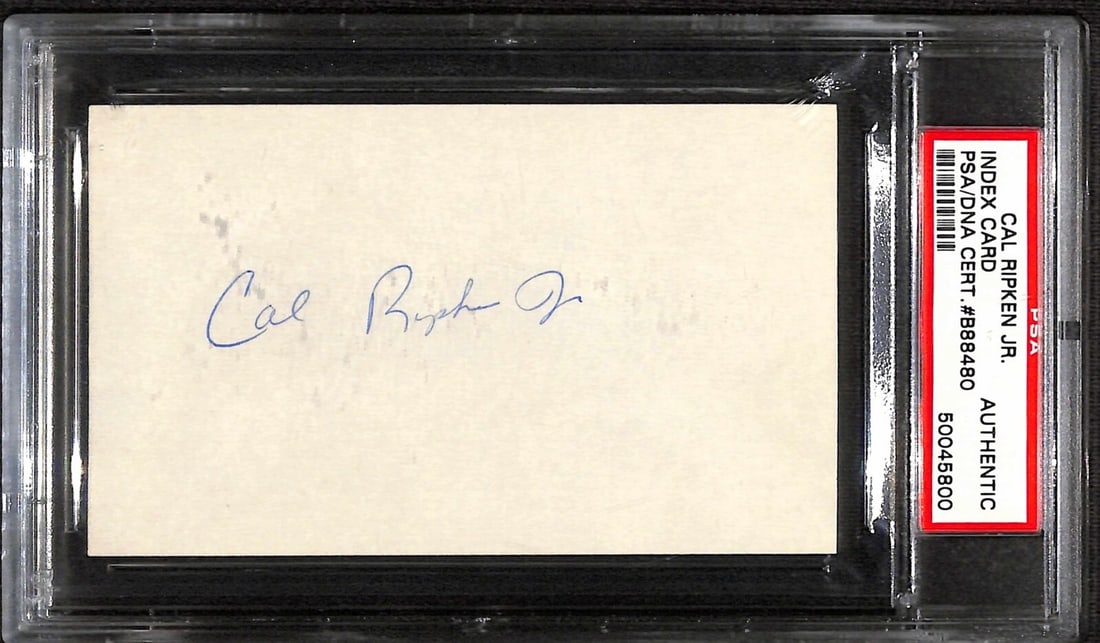 Cal Ripken Jr
PSA
CAL RIPKEN JR.
INDEX CARD AUTHENTIC
PSA/DNA CERT.#B88480
50045800